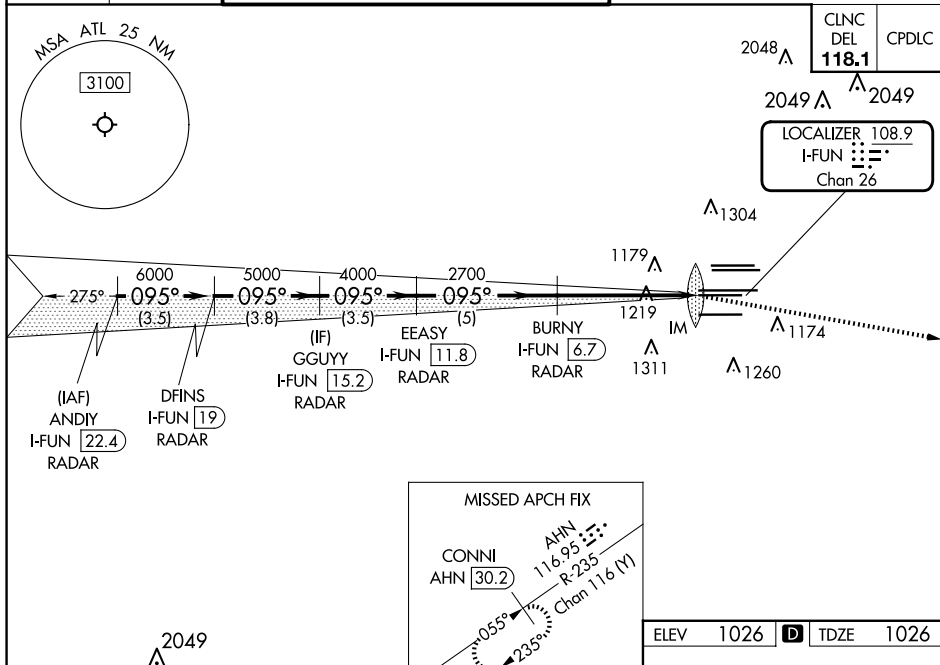 MSA ATL 25 NM
3100
CLNC
DEL
118.1
CPDLC
2048
2049
2049
LOCALIZER 108.9
I-FUN
Chan 26
1304
1179
1219
IM
1174
1311
1260
275°
6000
095°
(3.5)
5000
095°
(3.8)
4000
095°
(3.5)
2700
095°
(5)
(IAF)
ANDIY
I-FUN 22.4
RADAR
DFINS
I-FUN 19
RADAR
(IF)
GGUYY
I-FUN 15.2
RADAR
EEASY
I-FUN 11.8
RADAR
BURNY
I-FUN 6.7
RADAR
MISSED APCH FIX
CONNI
AHN 30.2
AHN
116.95
R-235
Chan 116 (Y)
055°
235°
2049
ELEV 1026 D TDZE 1026